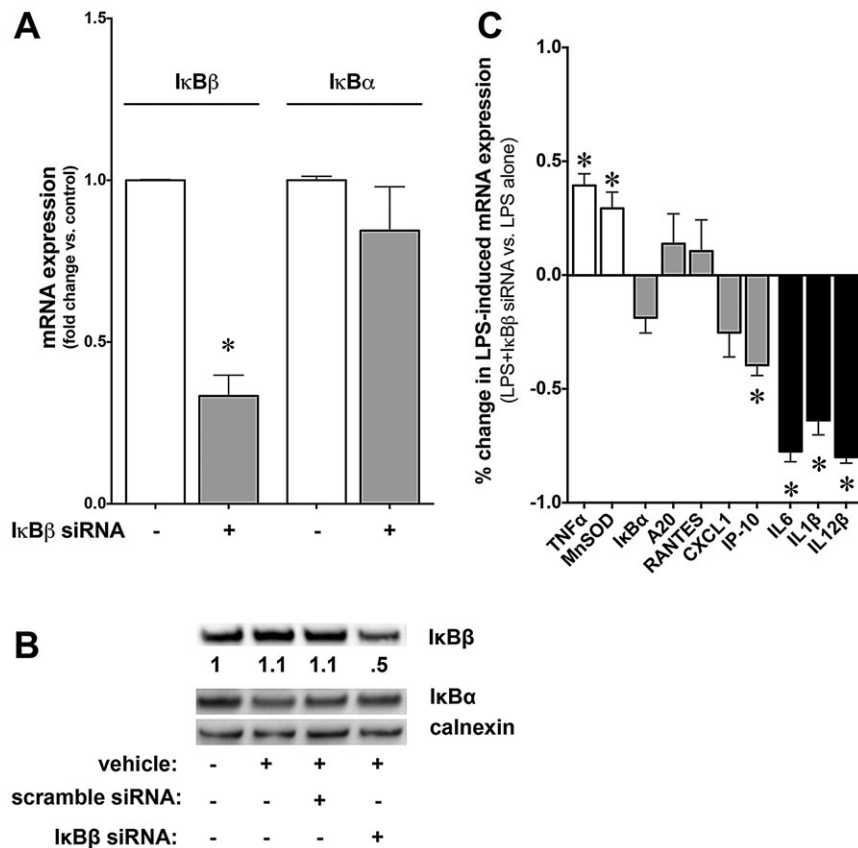 A
IκBβ IκBα
mRNA expression
(fold change vs. control)
1.5
1.0
0.5
0.0
*
IκBβ siRNA - + - +
C
% change in LPS-induced mRNA expression
(LPS+IκBβ siRNA vs. LPS alone)
1.0
0.5
0.0
-0.5
-1.0
* * * * * *
TNFα MnSOD IκBα A20 RANTES CXCL1 IP-10 IL6 IL1β IL12β
B
IκBβ
1 1.1 1.1 .5
IκBα
calnexin
vehicle: - + + +
scramble siRNA: - - + -
IκBβ siRNA: - - - +